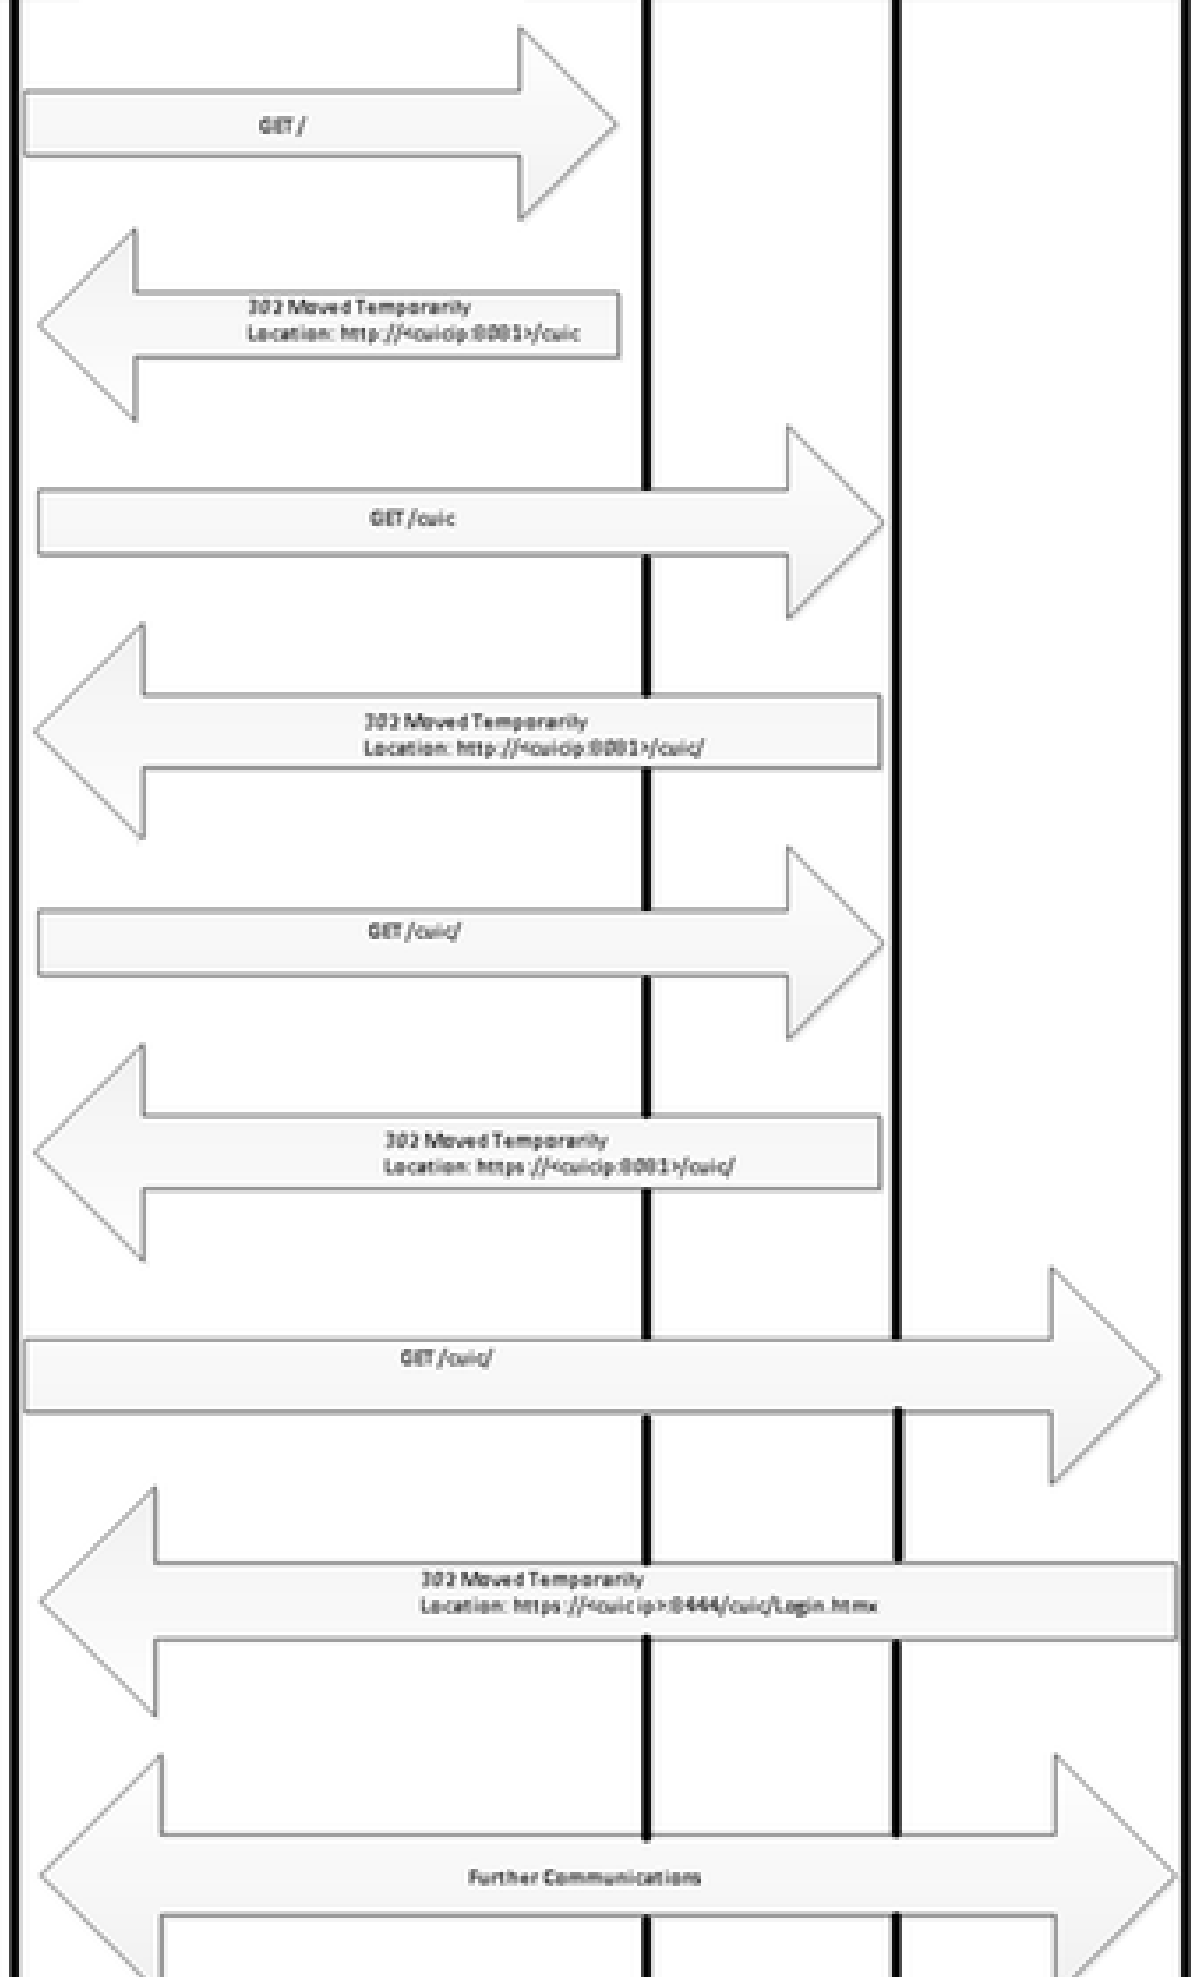 GET /
302 Moved Temporarily
Location: http://<cuicip:8081>/cuic
GET /cuic
302 Moved Temporarily
Location: http://<cuicip:8081>/cuic/
GET /cuic/
302 Moved Temporarily
Location: https://<cuicip:8081>/cuic/
GET /cuic/
302 Moved Temporarily
Location: https://<cuic ip>:8444/cuic/Login.htmx
Further Communications